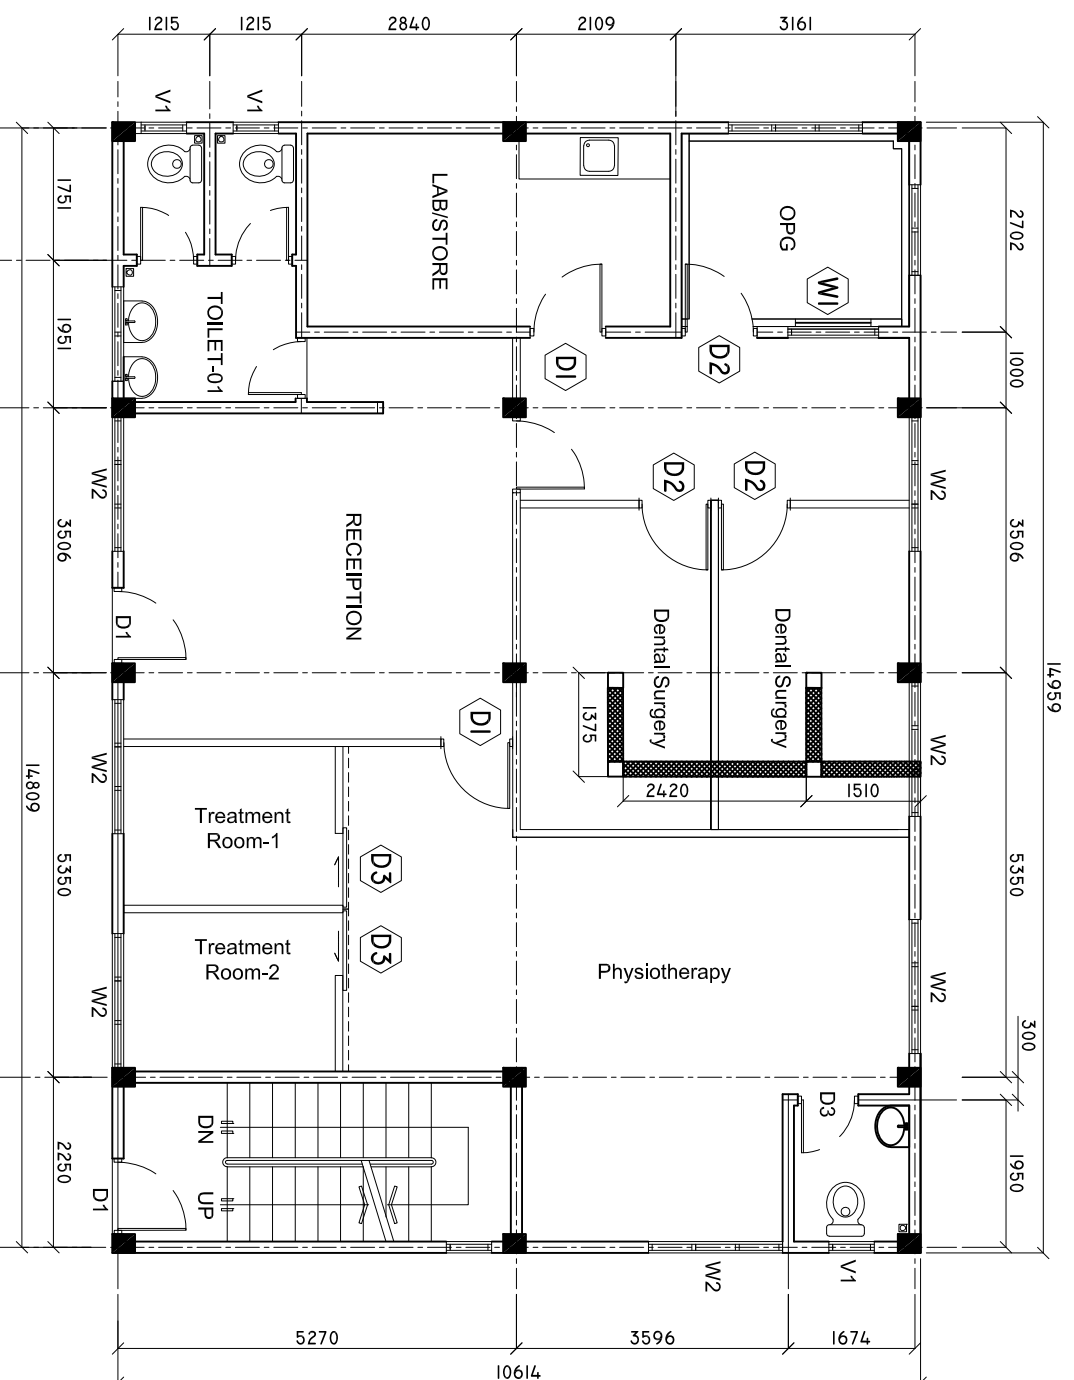 1215
1215
2840
2109
3161
V1
V1
14959
1751
2702
LAB/STORE
OPG
W1
TOILET-01
1951
1000
D1
D2
D2
D2
W2
W2
3506
3506
RECEIPTION
D1
Dental Surgery
Dental Surgery
D1
1375
W2
W2
14809
2420
1510
Treatment
Room-1
D3
5350
5350
D3
Treatment
Room-2
Physiotherapy
W2
W2
300
D3
DN
UP
2250
1950
D1
W2
V1
5270
3596
1674
10614